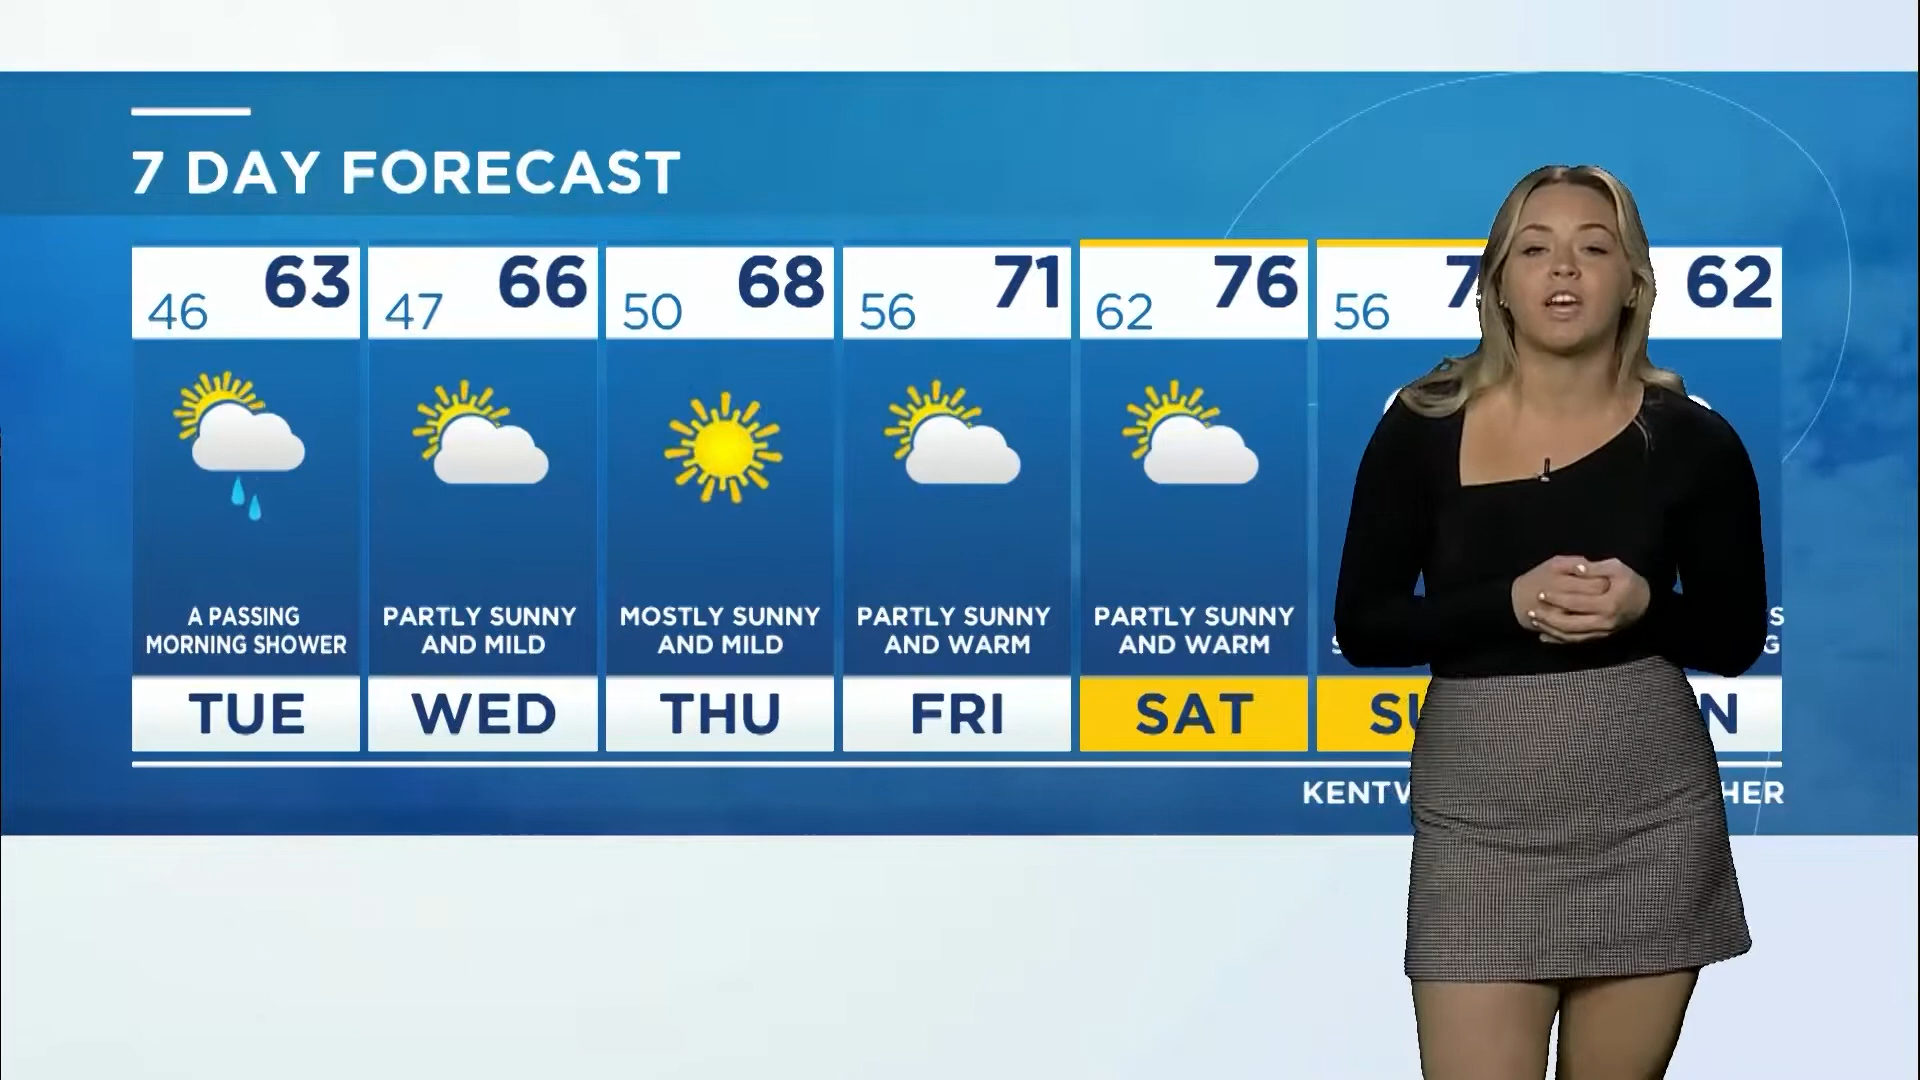 7 DAY FORECAST
46 63
47 66
50 68
56 71
62 76
56 7
62
A PASSING
MORNING SHOWER
PARTLY SUNNY
AND MILD
MOSTLY SUNNY
AND MILD
PARTLY SUNNY
AND WARM
PARTLY SUNNY
AND WARM
TUE
WED
THU
FRI
SAT